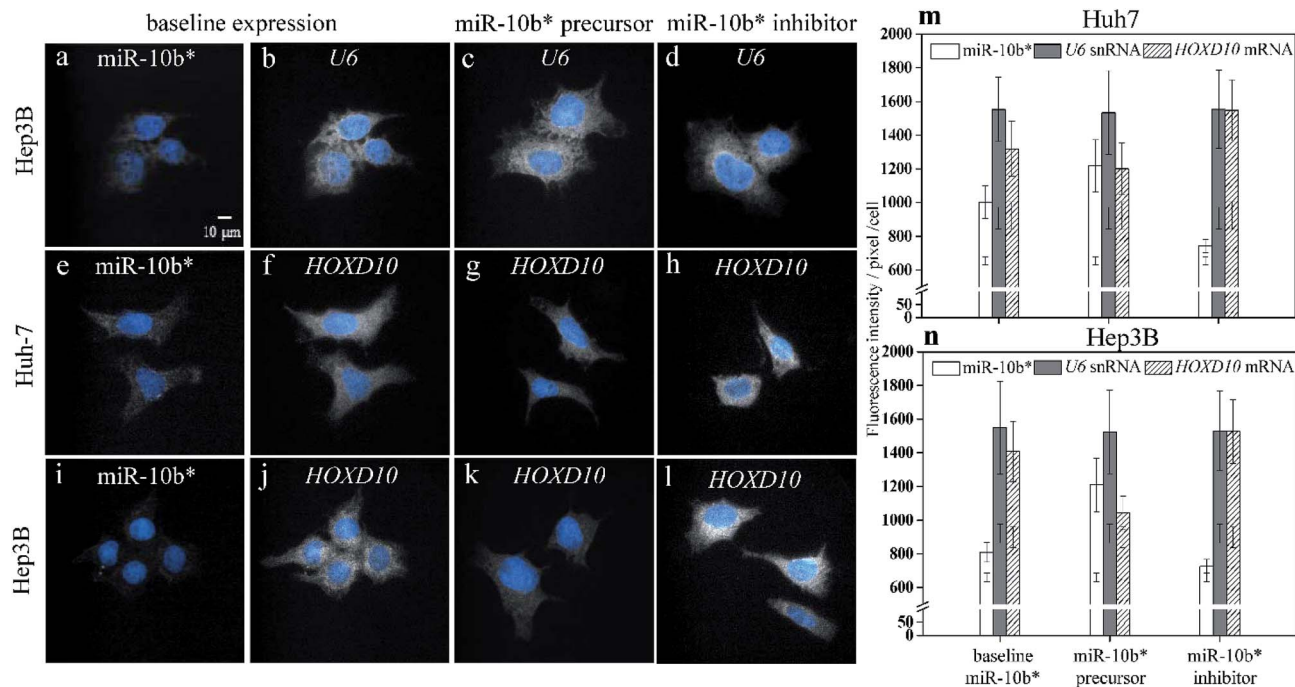 baseline expression
miR-10b* precursor
miR-10b* inhibitor
Hep3B
a
miR-10b*
10 µm
b
U6
c
U6
d
U6
Huh-7
e
miR-10b*
f
HOXD10
g
HOXD10
h
HOXD10
Hep3B
i
miR-10b*
j
HOXD10
k
HOXD10
l
HOXD10
m
Huh7
2000
1800
1600
1400
1200
1000
800
600
50
0
miR-10b* U6 snRNA HOXD10 mRNA
Fluorescence intensity / pixel /cell
n
Hep3B
2000
1800
1600
1400
1200
1000
800
600
50
0
miR-10b* U6 snRNA HOXD10 mRNA
baseline
miR-10b*
miR-10b*
precursor
miR-10b*
inhibitor